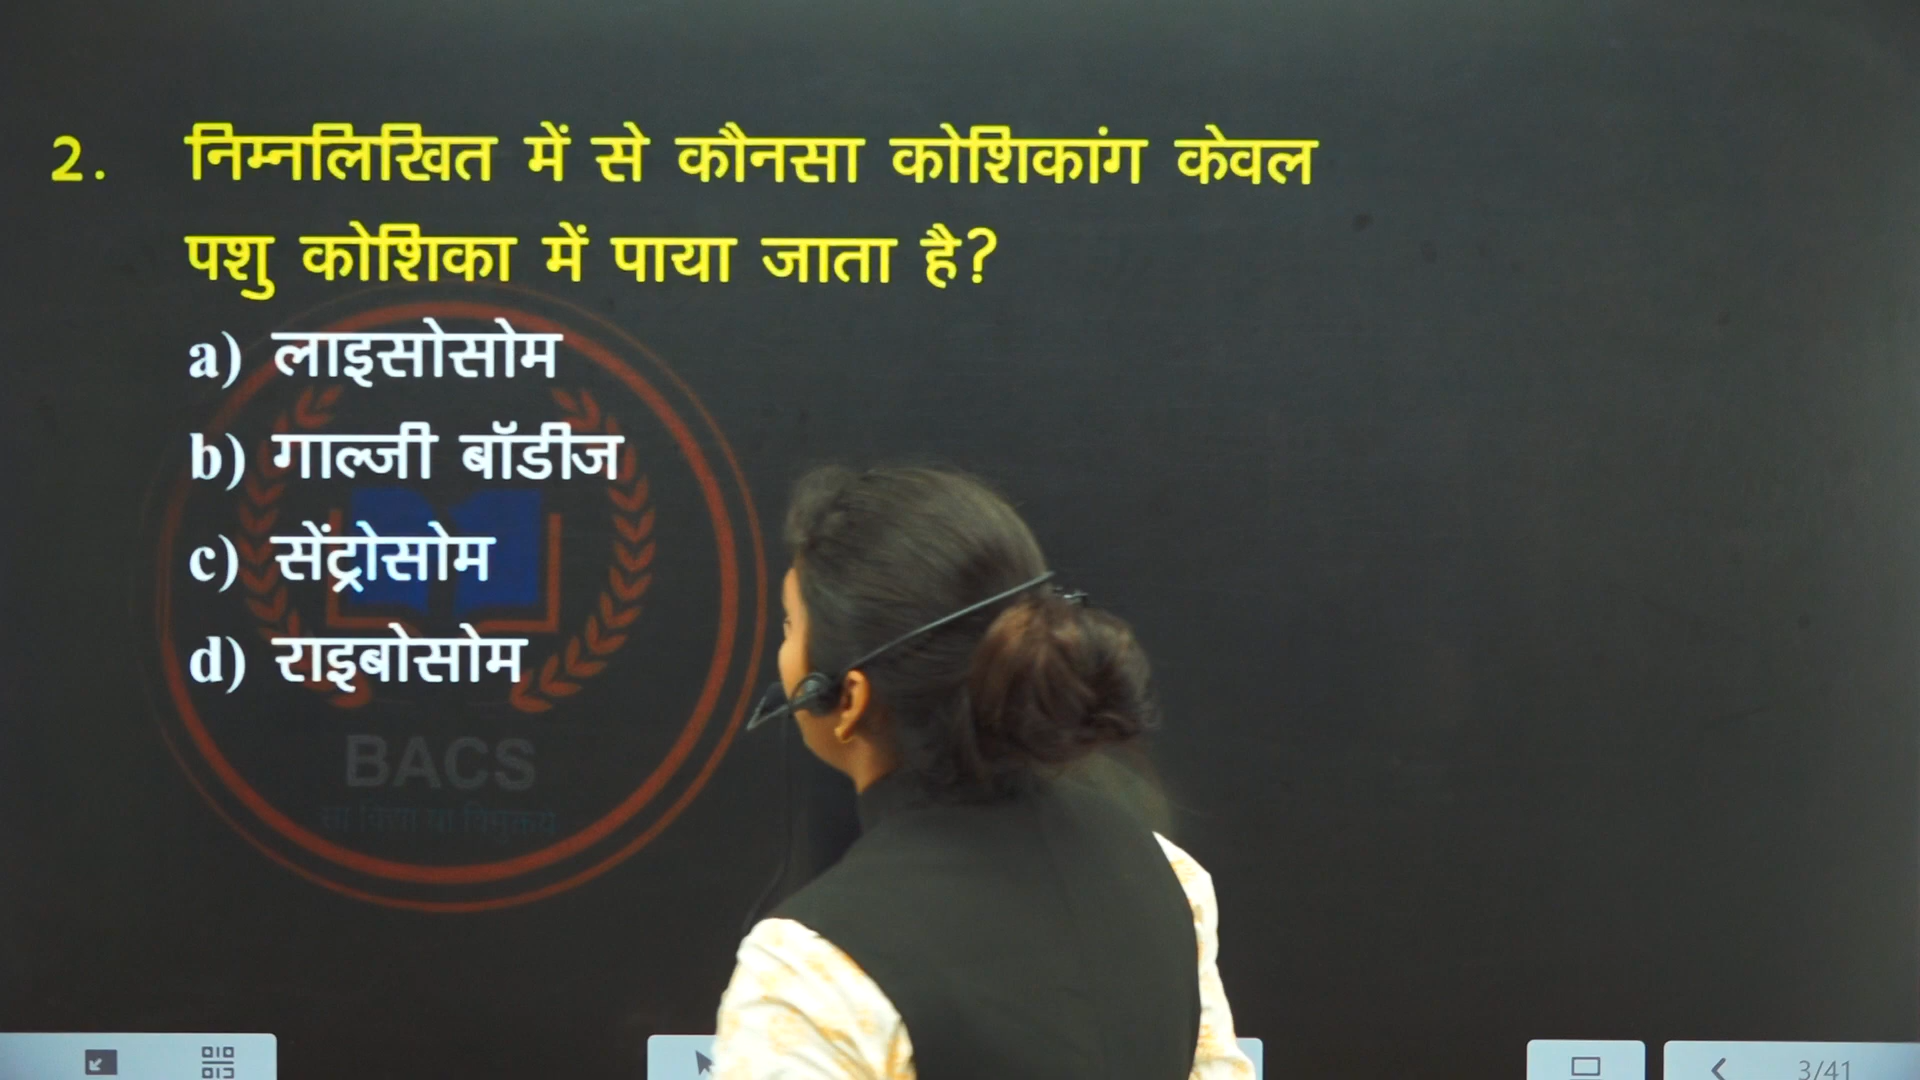 2. निम्नलिखित में से कौनसा कोशिकांग केवल
पशु कोशिका में पाया जाता है?
a) लाइसोसोम
b) गाल्जी बॉडीज
c) सेंट्रोसोम
d) राइबोसोम
BACS
3/41